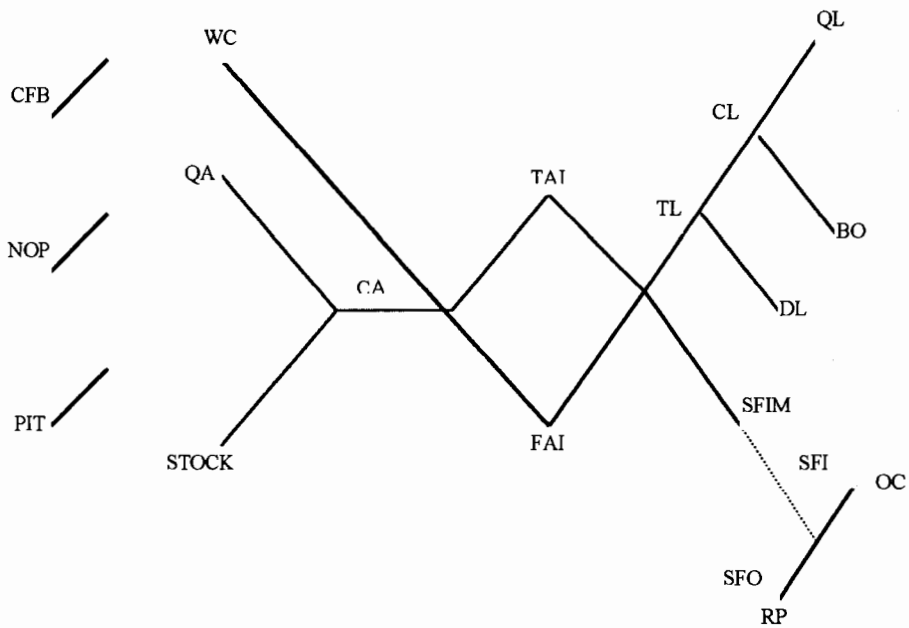 QL
WC
CFB
CL
QA
TAI
TL
BO
NOP
CA
DL
SFIM
PIT
FAI
STOCK
SFI
OC
SFO
RP